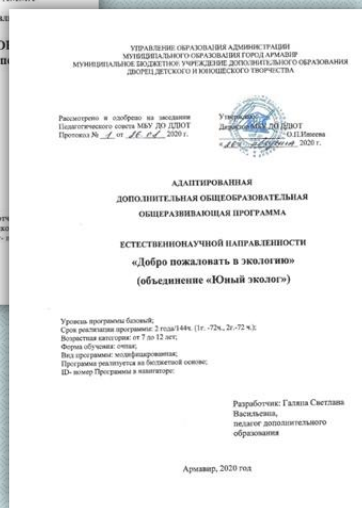 УПРАВЛЕНИЕ ОБРАЗОВАНИЯ АДМИНИСТРАЦИИ
МУНИЦИПАЛЬНОГО ОБРАЗОВАНИЯ ГОРОД АРМАВИР
МУНИЦИПАЛЬНОЕ БЮДЖЕТНОЕ УЧРЕЖДЕНИЕ ДОПОЛНИТЕЛЬНОГО ОБРАЗОВАНИЯ
ДВОРЕЦ ДЕТСКОГО И ЮНОШЕСКОГО ТВОРЧЕСТВА
Рассмотрено и одобрено на заседании
Педагогического совета МБУ ДО ДДЮТ
Протокол № 1 от 2020 г.
Утверждаю
Директор МБУ ДО ДДЮТ
О.П.Ивнева
2020 г.
АДАПТИРОВАННАЯ
ДОПОЛНИТЕЛЬНАЯ ОБЩЕОБРАЗОВАТЕЛЬНАЯ
ОБЩЕРАЗВИВАЮЩАЯ ПРОГРАММА
ЕСТЕСТВЕННОНАУЧНОЙ НАПРАВЛЕННОСТИ
«Добро пожаловать в экологию»
(объединение «Юный эколог»)
Уровень программы: базовый;
Срок реализации программы: 2 года/144ч. (1г. -72ч., 2г.-72 ч.);
Возрастная категория: от 7 до 12 лет;
Форма обучения: очная;
Вид программы: модифицированная;
Программа реализуется на бюджетной основе;
ID- номер Программы в навигаторе:
Разработчик: Галяпа Светлана
Васильевна,
педагог дополнительного
образования
Армавир, 2020 год